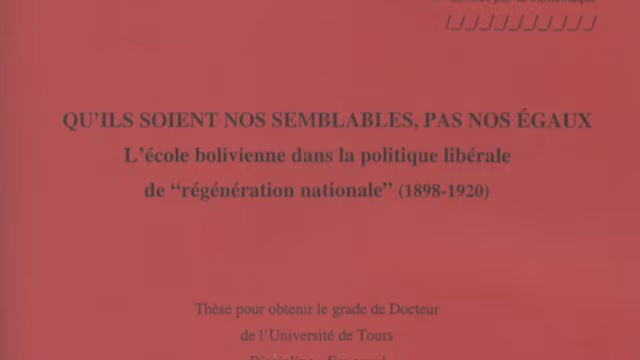 QU'ILS SOIENT NOS SEMBLABLES, PAS NOS ÉGAUX
L'école bolivienne dans la politique libérale
de "régénération nationale" (1898-1920)
Thèse pour obtenir le grade de Docteur
de l'Université de Tours